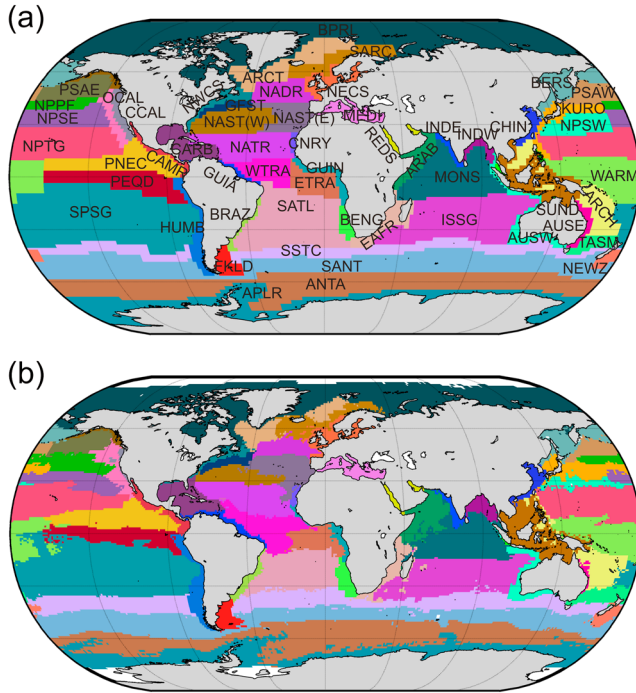 (a)
BPRL
SARC
ARCT
NADR
NECS
NWCS
GFST
NAST(W)
NAST(E)
MEDI
PSAE
NPPF
NPSE
OCAL
CCAL
BERS
PSAW
KURO
NPSW
CHIN
INDE
INDW
REDS
ARAB
NPTG
PNEC
CAMR
CARB
NATR
CNRY
WTRA
GUIN
ETRA
GUIA
PEQD
MONS
WARM
ARCH
SPSG
HUMB
BRAZ
SATL
BENG
EAFR
ISSG
SUND
AUSE
AUSW
TASM
SSTC
FKLD
SANT
NEWZ
APLR
ANTA
(b)